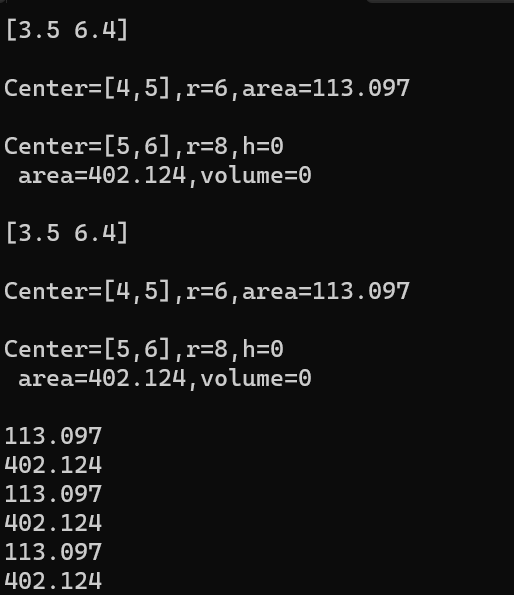 [3.5 6.4]
Center=[4,5],r=6,area=113.097
Center=[5,6],r=8,h=0
 area=402.124,volume=0
[3.5 6.4]
Center=[4,5],r=6,area=113.097
Center=[5,6],r=8,h=0
 area=402.124,volume=0
113.097
402.124
113.097
402.124
113.097
402.124